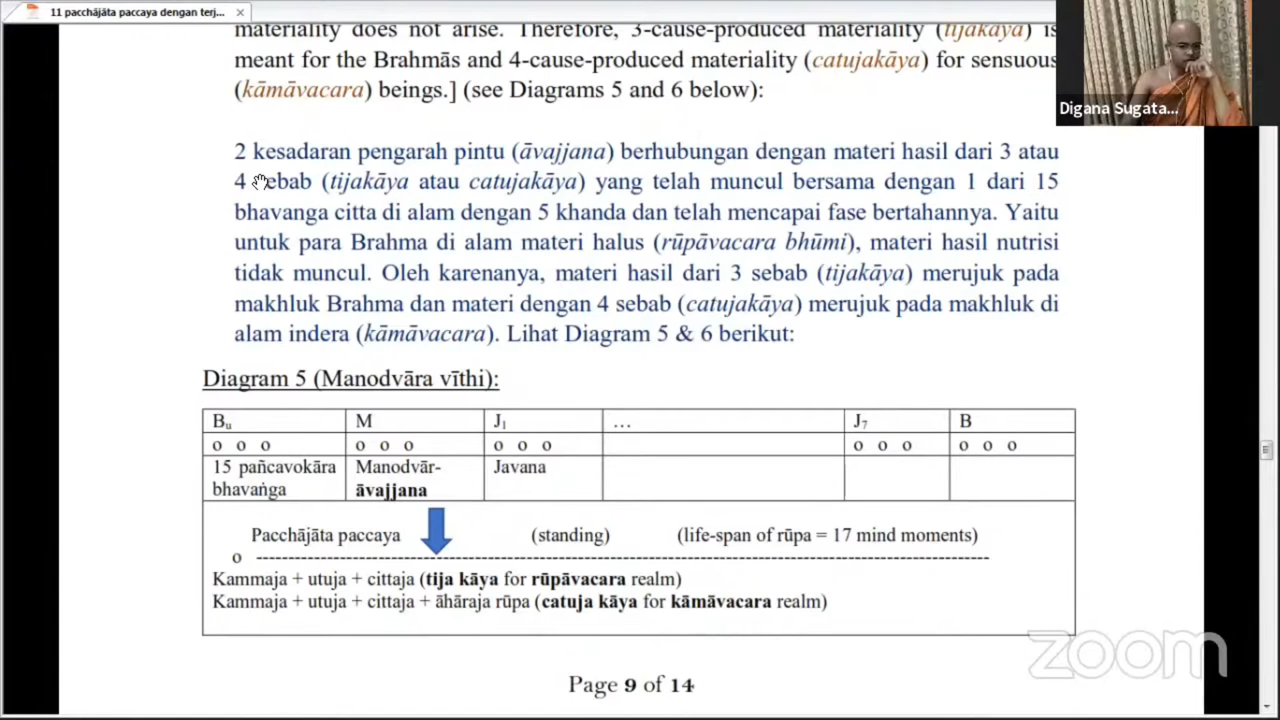 11 pacchājāta paccaya dengan terj...
materiality does not arise. Therefore, 3-cause-produced materiality (tijakāya) is
meant for the Brahmās and 4-cause-produced materiality (catujakāya) for sensuous
(kāmāvacara) beings.] (see Diagrams 5 and 6 below):
Digana Sugata...
2 kesadaran pengarah pintu (āvajjana) berhubungan dengan materi hasil dari 3 atau
4 sebab (tijakāya atau catujakāya) yang telah muncul bersama dengan 1 dari 15
bhavanga citta di alam dengan 5 khanda dan telah mencapai fase bertahannya. Yaitu
untuk para Brahma di alam materi halus (rūpāvacara bhūmi), materi hasil nutrisi
tidak muncul. Oleh karenanya, materi hasil dari 3 sebab (tijakāya) merujuk pada
makhluk Brahma dan materi dengan 4 sebab (catujakāya) merujuk pada makhluk di
alam indera (kāmāvacara). Lihat Diagram 5 & 6 berikut:
Diagram 5 (Manodvāra vīthi):
Bu M J1 ... J7 B
o o o o o o o o o o o o o o o
15 pañcavokāra Manodvār- Javana
bhavaṅga āvajjana
Pacchājāta paccaya (standing) (life-span of rūpa = 17 mind moments)
o ---------------------------------------------------------------
Kammaja + utuja + cittaja (tija kāya for rūpāvacara realm)
Kammaja + utuja + cittaja + āhāraja rūpa (catuja kāya for kāmāvacara realm)
zoom
Page 9 of 14